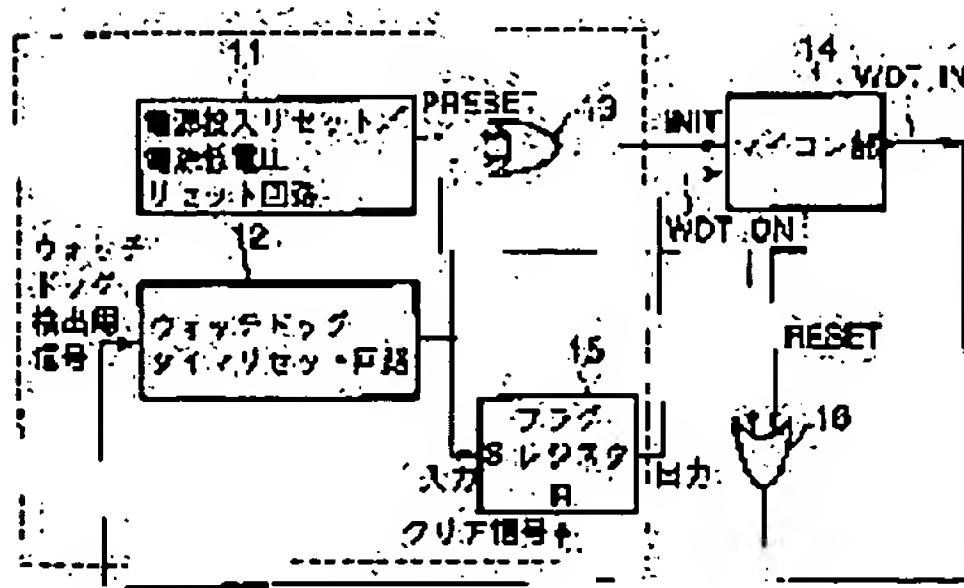 11
電源投入リセット／
電源低電圧
リセット回路
PRESET
13
INIT
14
マイコン部
WDT IN
WDT ON
12
ウォッチ
ドッグ
検出用
信号
ウォッチドッグ
タイマリセット回路
RESET
15
フラグ
レジスタ
S
R
入力
出力
クリア信号
16